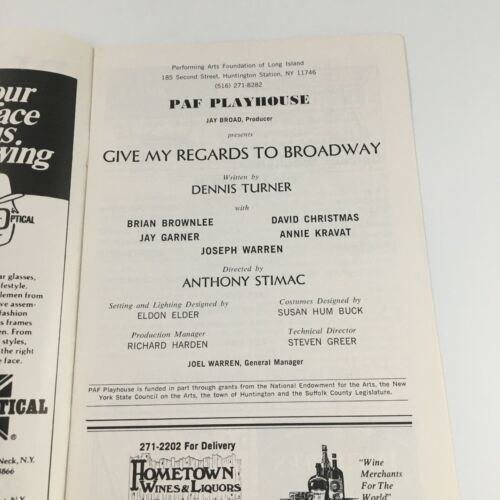 our
ace
us
wing
OPTICAL
ar glasses,
ifestyle.
lemen from
ve assem-
fashion
s frames
en. From
styles,
the right
e face.
TICAL
®
Neck, N.Y.
8866
t, N.Y.
Performing Arts Foundation of Long Island
185 Second Street, Huntington Station, NY 11746
(516) 271-8282
PAF PLAYHOUSE
JAY BROAD, Producer
presents
GIVE MY REGARDS TO BROADWAY
Written by
DENNIS TURNER
with
BRIAN BROWNLEE DAVID CHRISTMAS
JAY GARNER ANNIE KRAVAT
JOSEPH WARREN
Directed by
ANTHONY STIMAC
Setting and Lighting Designed by Costumes Designed by
ELDON ELDER SUSAN HUM BUCK
Production Manager Technical Director
RICHARD HARDEN STEVEN GREER
JOEL WARREN, General Manager
PAF Playhouse is funded in part through grants from the National Endowment for the Arts, the New
York State Council on the Arts, the town of Huntington and the Suffolk County Legislature.
271-2202 For Delivery
HOMETOWN
WINES & LIQUORS
"Wine
Merchants
For The
World"